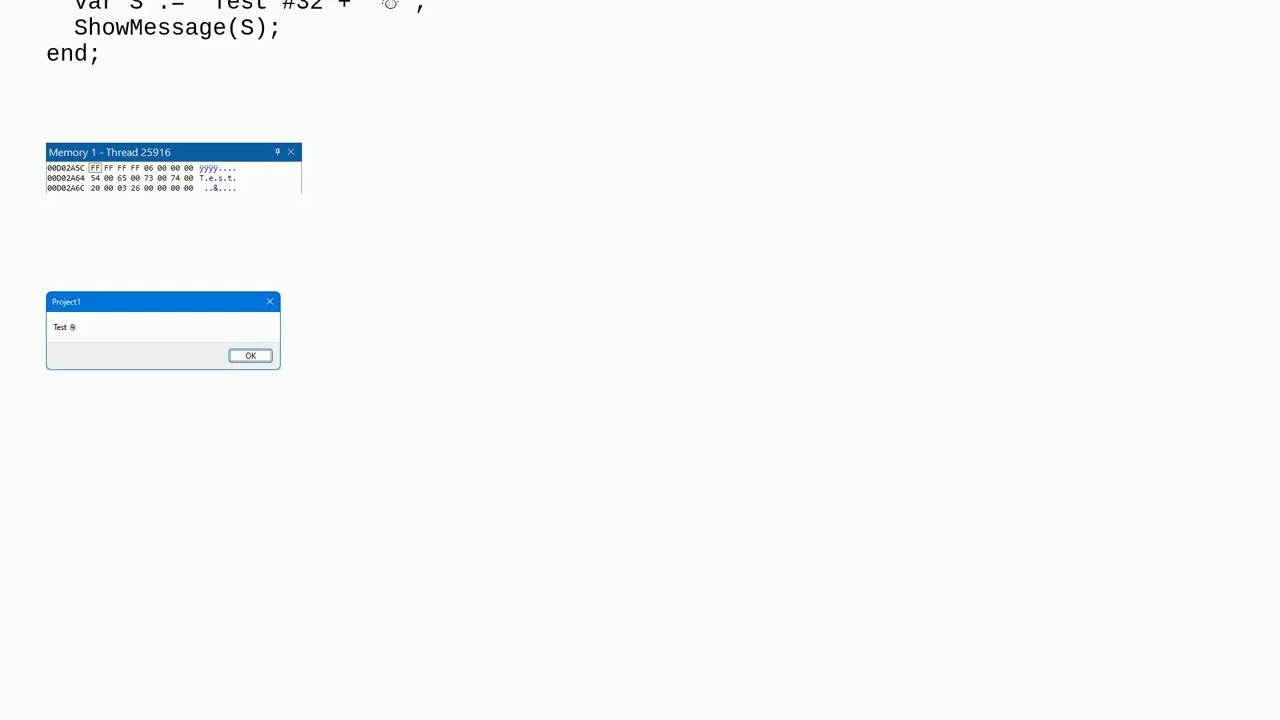 var S := 'Test'#32 + '☃';
ShowMessage(S);
end;
Memory 1 - Thread 25916
00D02A5C FF FF FF FF 06 00 00 00 ÿÿÿÿ....
00D02A64 54 00 65 00 73 00 74 00 T.e.s.t.
00D02A6C 20 00 03 26 00 00 00 00  ..&....
Project1
Test ☃
OK